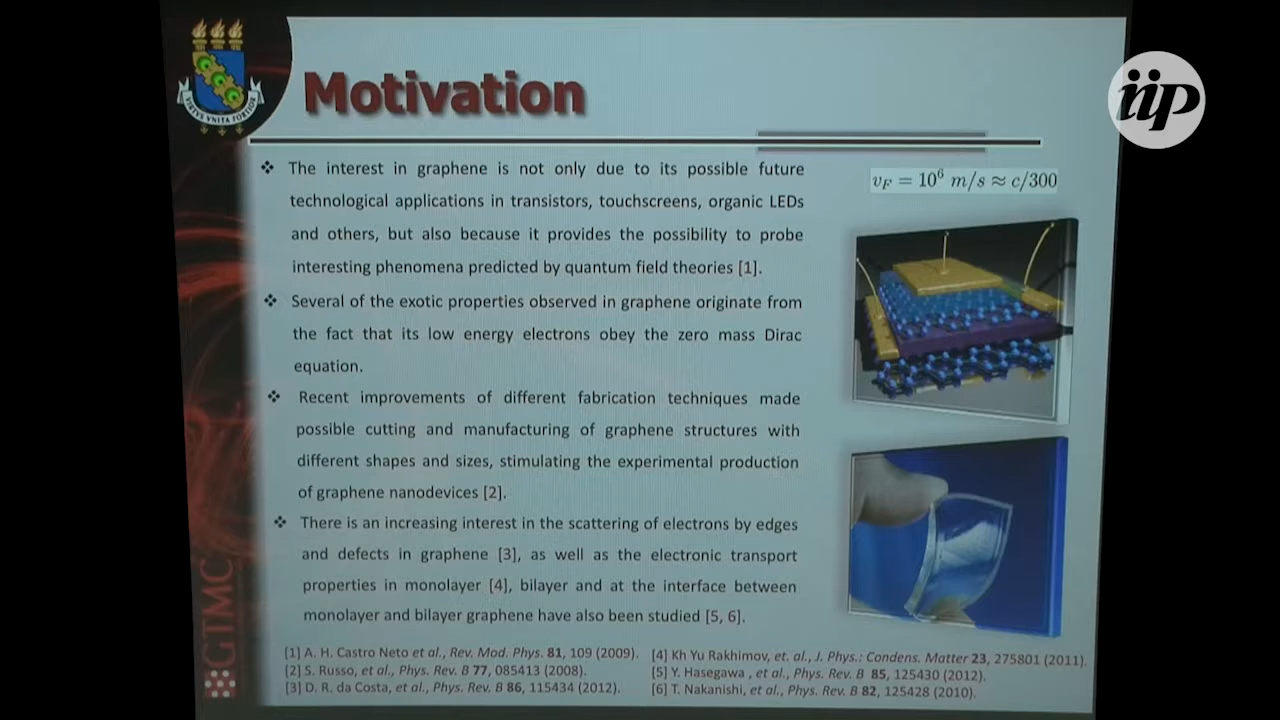 Motivation
iip
VIRTVS VNITA FORTIOR
❖ The interest in graphene is not only due to its possible future
technological applications in transistors, touchscreens, organic LEDs
and others, but also because it provides the possibility to probe
interesting phenomena predicted by quantum field theories [1].
❖ Several of the exotic properties observed in graphene originate from
the fact that its low energy electrons obey the zero mass Dirac
equation.
❖ Recent improvements of different fabrication techniques made
possible cutting and manufacturing of graphene structures with
different shapes and sizes, stimulating the experimental production
of graphene nanodevices [2].
❖ There is an increasing interest in the scattering of electrons by edges
and defects in graphene [3], as well as the electronic transport
properties in monolayer [4], bilayer and at the interface between
monolayer and bilayer graphene have also been studied [5, 6].
v_F = 10⁶ m/s ≈ c/300
GTMC
[1] A. H. Castro Neto et al., Rev. Mod. Phys. 81, 109 (2009).
[2] S. Russo, et al., Phys. Rev. B 77, 085413 (2008).
[3] D. R. da Costa, et al., Phys. Rev. B 86, 115434 (2012).
[4] Kh Yu Rakhimov, et. al., J. Phys.: Condens. Matter 23, 275801 (2011).
[5] Y. Hasegawa , et al., Phys. Rev. B 85, 125430 (2012).
[6] T. Nakanishi, et al., Phys. Rev. B 82, 125428 (2010).